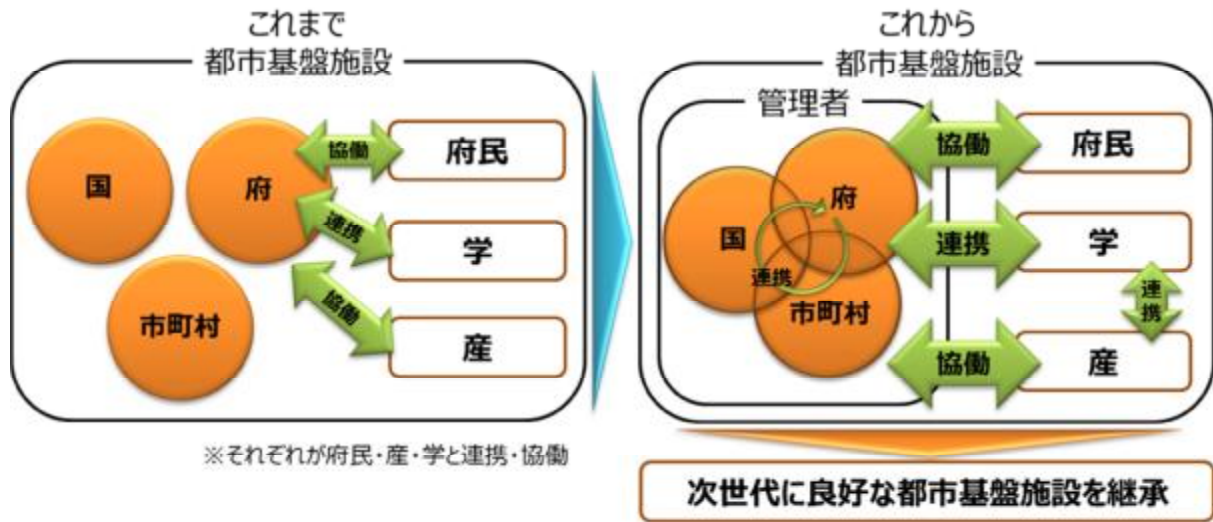 これまで
都市基盤施設
国
府
市町村
協働
連携
協働
府民
学
産
※それぞれが府民・産・学と連携・協働
これから
都市基盤施設
管理者
国
府
連携
市町村
協働
連携
協働
府民
学
連携
産
次世代に良好な都市基盤施設を継承